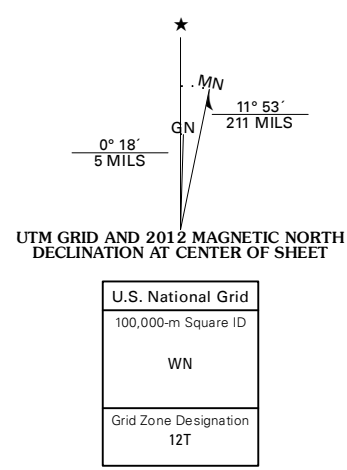 ★
MN
11° 53´
211 MILS
GN
0° 18´
5 MILS
UTM GRID AND 2012 MAGNETIC NORTH
DECLINATION AT CENTER OF SHEET
U.S. National Grid
100,000-m Square ID
WN
Grid Zone Designation
12T